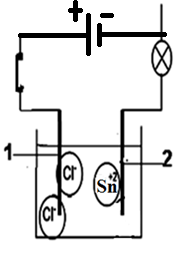 + -
1 2
Cl⁻ Sn⁺²
Cl⁻